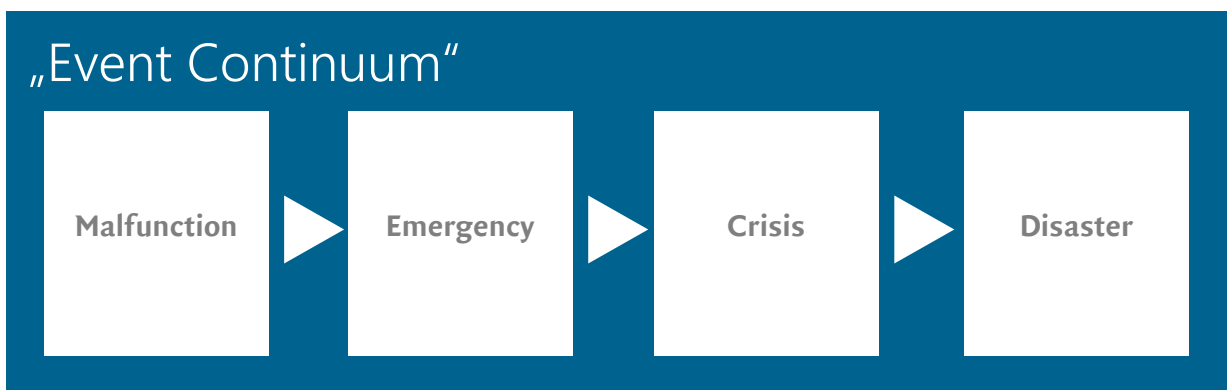 „Event Continuum“
Malfunction
Emergency
Crisis
Disaster